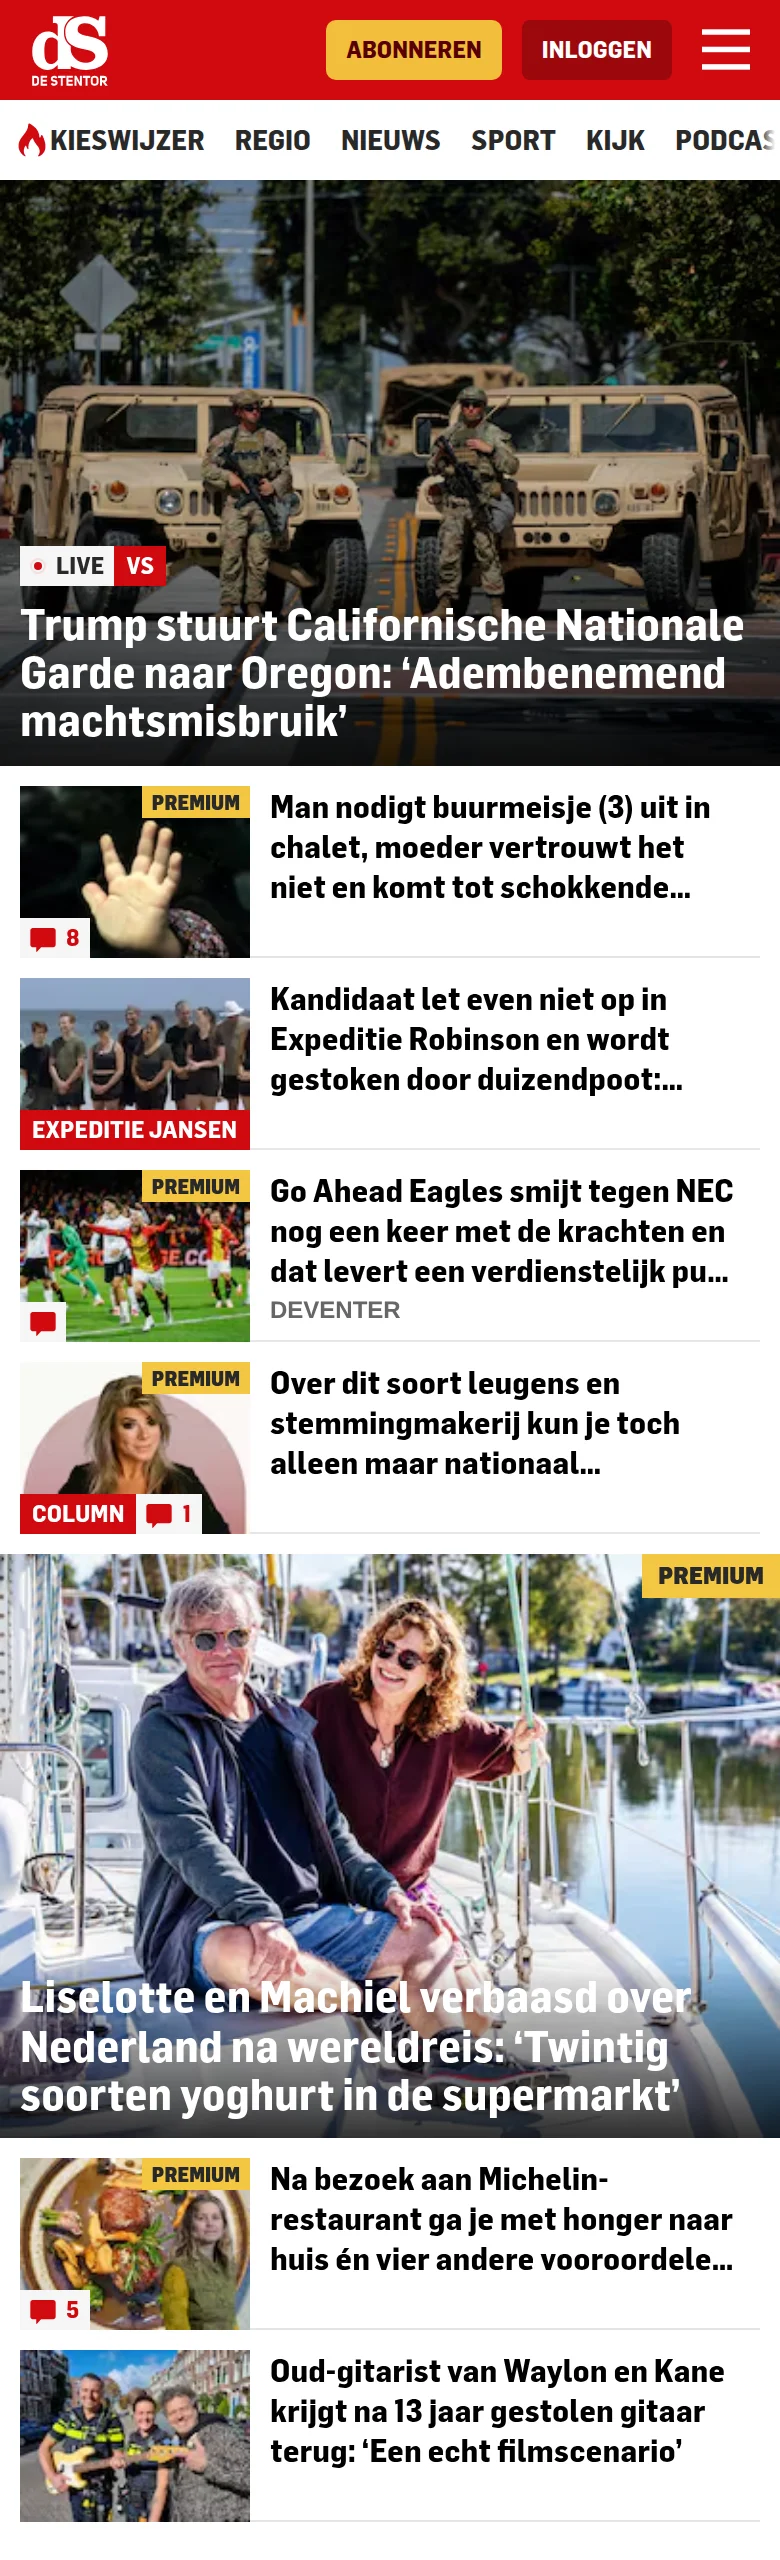 dS
DE STENTOR
ABONNEREN
INLOGGEN
KIESWIJZER REGIO NIEUWS SPORT KIJK PODCAS
LIVE VS
Trump stuurt Californische Nationale
Garde naar Oregon: ‘Adembenemend
machtsmisbruik’
PREMIUM
8
Man nodigt buurmeisje (3) uit in
chalet, moeder vertrouwt het
niet en komt tot schokkende...
EXPEDITIE JANSEN
Kandidaat let even niet op in
Expeditie Robinson en wordt
gestoken door duizendpoot:...
PREMIUM
Go Ahead Eagles smijt tegen NEC
nog een keer met de krachten en
dat levert een verdienstelijk pu...
DEVENTER
PREMIUM
COLUMN 1
Over dit soort leugens en
stemmingmakerij kun je toch
alleen maar nationaal...
PREMIUM
Liselotte en Machiel verbaasd over
Nederland na wereldreis: ‘Twintig
soorten yoghurt in de supermarkt’
PREMIUM
5
Na bezoek aan Michelin-
restaurant ga je met honger naar
huis én vier andere vooroordele...
Oud-gitarist van Waylon en Kane
krijgt na 13 jaar gestolen gitaar
terug: ‘Een echt filmscenario’